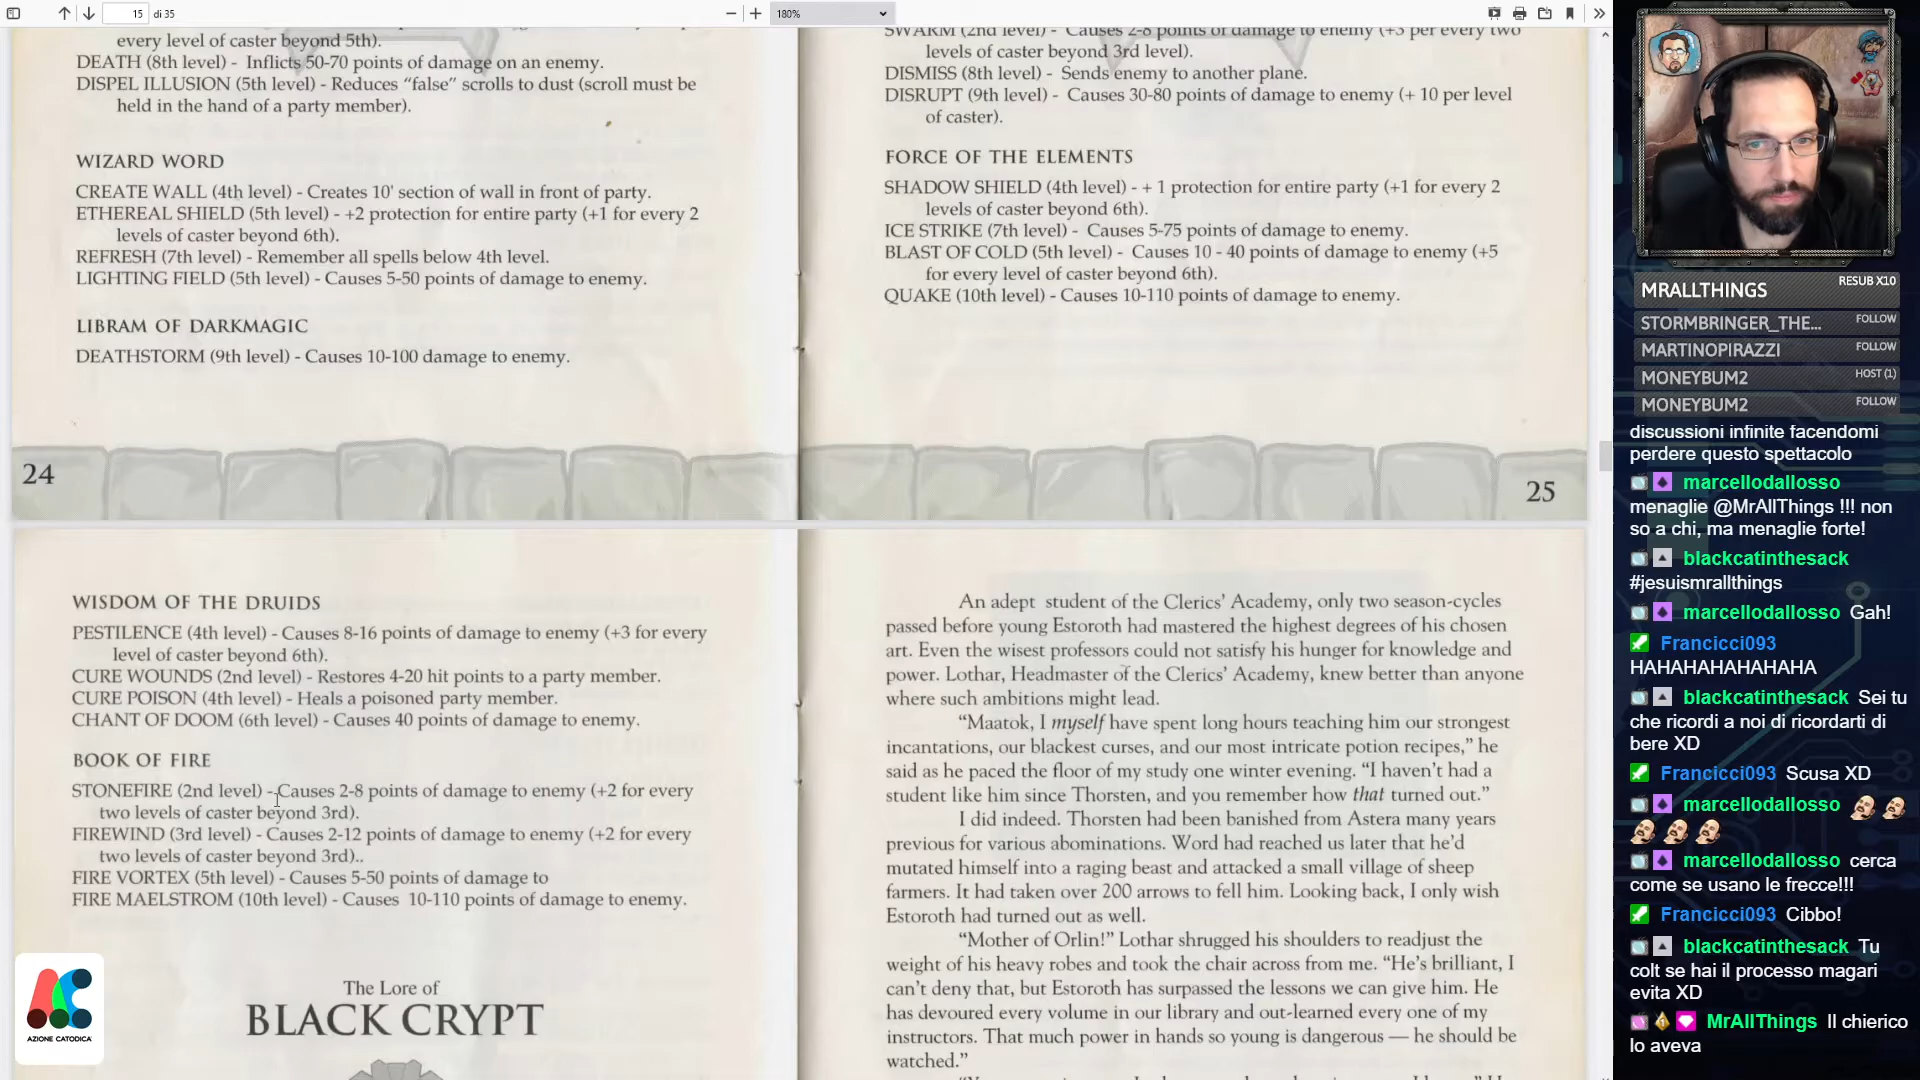 15
di 35
180%
every level of caster beyond 5th).
DEATH (8th level) - Inflicts 50-70 points of damage on an enemy.
DISPEL ILLUSION (5th level) - Reduces “false” scrolls to dust (scroll must be
held in the hand of a party member).
WIZARD WORD
CREATE WALL (4th level) - Creates 10' section of wall in front of party.
ETHEREAL SHIELD (5th level) - +2 protection for entire party (+1 for every 2
levels of caster beyond 6th).
REFRESH (7th level) - Remember all spells below 4th level.
LIGHTING FIELD (5th level) - Causes 5-50 points of damage to enemy.
LIBRAM OF DARKMAGIC
DEATHSTORM (9th level) - Causes 10-100 damage to enemy.
24
SWARM (2nd level) - Causes 2-8 points of damage to enemy (+3 per every two
levels of caster beyond 3rd level).
DISMISS (8th level) - Sends enemy to another plane.
DISRUPT (9th level) - Causes 30-80 points of damage to enemy (+ 10 per level
of caster).
FORCE OF THE ELEMENTS
SHADOW SHIELD (4th level) - + 1 protection for entire party (+1 for every 2
levels of caster beyond 6th).
ICE STRIKE (7th level) - Causes 5-75 points of damage to enemy.
BLAST OF COLD (5th level) - Causes 10 - 40 points of damage to enemy (+5
for every level of caster beyond 6th).
QUAKE (10th level) - Causes 10-110 points of damage to enemy.
25
WISDOM OF THE DRUIDS
PESTILENCE (4th level) - Causes 8-16 points of damage to enemy (+3 for every
level of caster beyond 6th).
CURE WOUNDS (2nd level) - Restores 4-20 hit points to a party member.
CURE POISON (4th level) - Heals a poisoned party member.
CHANT OF DOOM (6th level) - Causes 40 points of damage to enemy.
BOOK OF FIRE
STONEFIRE (2nd level) - Causes 2-8 points of damage to enemy (+2 for every
two levels of caster beyond 3rd).
FIREWIND (3rd level) - Causes 2-12 points of damage to enemy (+2 for every
two levels of caster beyond 3rd)..
FIRE VORTEX (5th level) - Causes 5-50 points of damage to
FIRE MAELSTROM (10th level) - Causes 10-110 points of damage to enemy.
The Lore of
BLACK CRYPT
AZIONE CATODICA
An adept student of the Clerics’ Academy, only two season-cycles
passed before young Estoroth had mastered the highest degrees of his chosen
art. Even the wisest professors could not satisfy his hunger for knowledge and
power. Lothar, Headmaster of the Clerics’ Academy, knew better than anyone
where such ambitions might lead.
“Maatok, I myself have spent long hours teaching him our strongest
incantations, our blackest curses, and our most intricate potion recipes,” he
said as he paced the floor of my study one winter evening. “I haven’t had a
student like him since Thorsten, and you remember how that turned out.”
I did indeed. Thorsten had been banished from Astera many years
previous for various abominations. Word had reached us later that he’d
mutated himself into a raging beast and attacked a small village of sheep
farmers. It had taken over 200 arrows to fell him. Looking back, I only wish
Estoroth had turned out as well.
“Mother of Orlin!” Lothar shrugged his shoulders to readjust the
weight of his heavy robes and took the chair across from me. “He’s brilliant, I
can’t deny that, but Estoroth has surpassed the lessons we can give him. He
has devoured every volume in our library and out-learned every one of my
instructors. That much power in hands so young is dangerous — he should be
watched.”
MRALLTHINGS RESUB X10
STORMBRINGER_THE... FOLLOW
MARTINOPIRAZZI FOLLOW
MONEYBUM2 HOST (1)
MONEYBUM2 FOLLOW
discussioni infinite facendomi
perdere questo spettacolo
marcellodallosso
menaglie @MrAllThings !!! non
so a chi, ma menaglie forte!
blackcatinthesack
#jesuismrallthings
marcellodallosso Gah!
Francicci093
HAHAHAHAHAHAHA
blackcatinthesack Sei tu
che ricordi a noi di ricordarti di
bere XD
Francicci093 Scusa XD
marcellodallosso
marcellodallosso cerca
come se usano le frecce!!!
Francicci093 Cibbo!
blackcatinthesack Tu
colt se hai il processo magari
evita XD
MrAllThings Il chierico
lo aveva